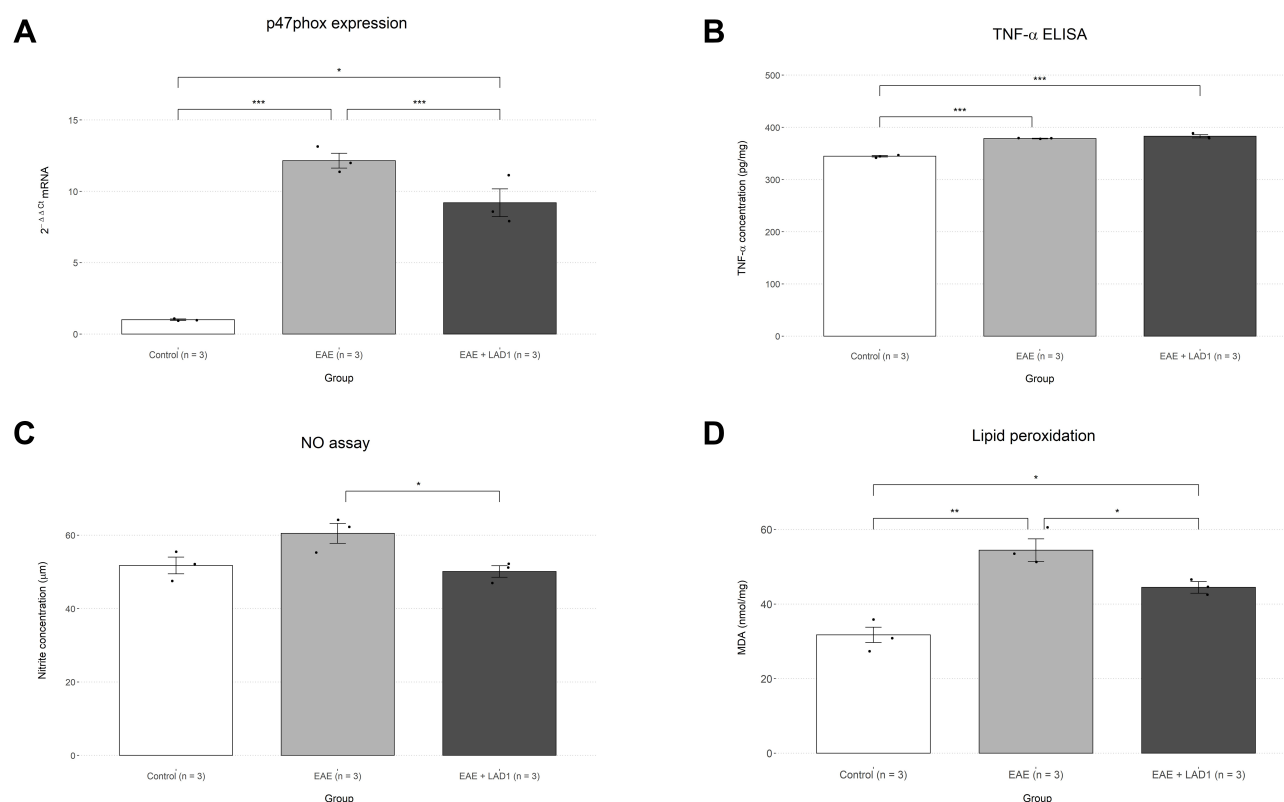 A
p47phox expression
*
***
***
15
10
5
0
2^-ΔΔCt mRNA
Control (n = 3)
EAE (n = 3)
EAE + LAD1 (n = 3)
Group
B
TNF-α ELISA
***
***
500
400
300
200
100
0
TNF-α concentration (pg/mg)
Control (n = 3)
EAE (n = 3)
EAE + LAD1 (n = 3)
Group
C
NO assay
*
60
40
20
0
Nitrite concentration (μm)
Control (n = 3)
EAE (n = 3)
EAE + LAD1 (n = 3)
Group
D
Lipid peroxidation
*
**
*
60
40
20
0
MDA (nmol/mg)
Control (n = 3)
EAE (n = 3)
EAE + LAD1 (n = 3)
Group